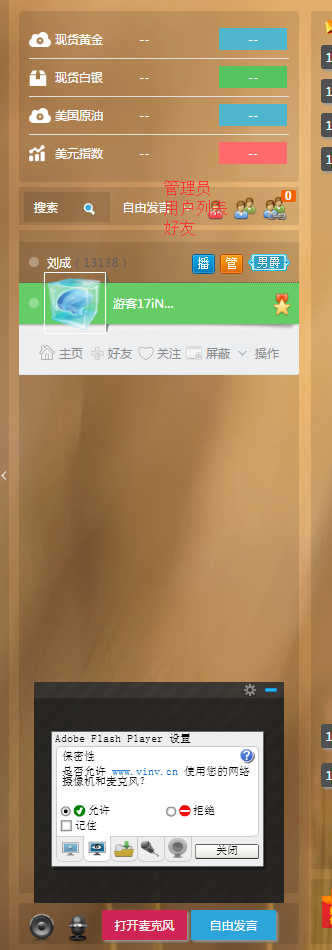 现货黄金 -- --
现货白银 -- --
美国原油 -- --
美元指数 -- --
管理员
用户列表
好友
搜索 自由发言 0
刘成 (13138) 播 管 男爵
游客17iN...
主页 好友 关注 屏蔽 操作
Adobe Flash Player 设置
保密性
是否允许 www.vinv.cn 使用您的网络
摄像机和麦克风?
允许 拒绝
记住
关闭
打开麦克风 自由发言